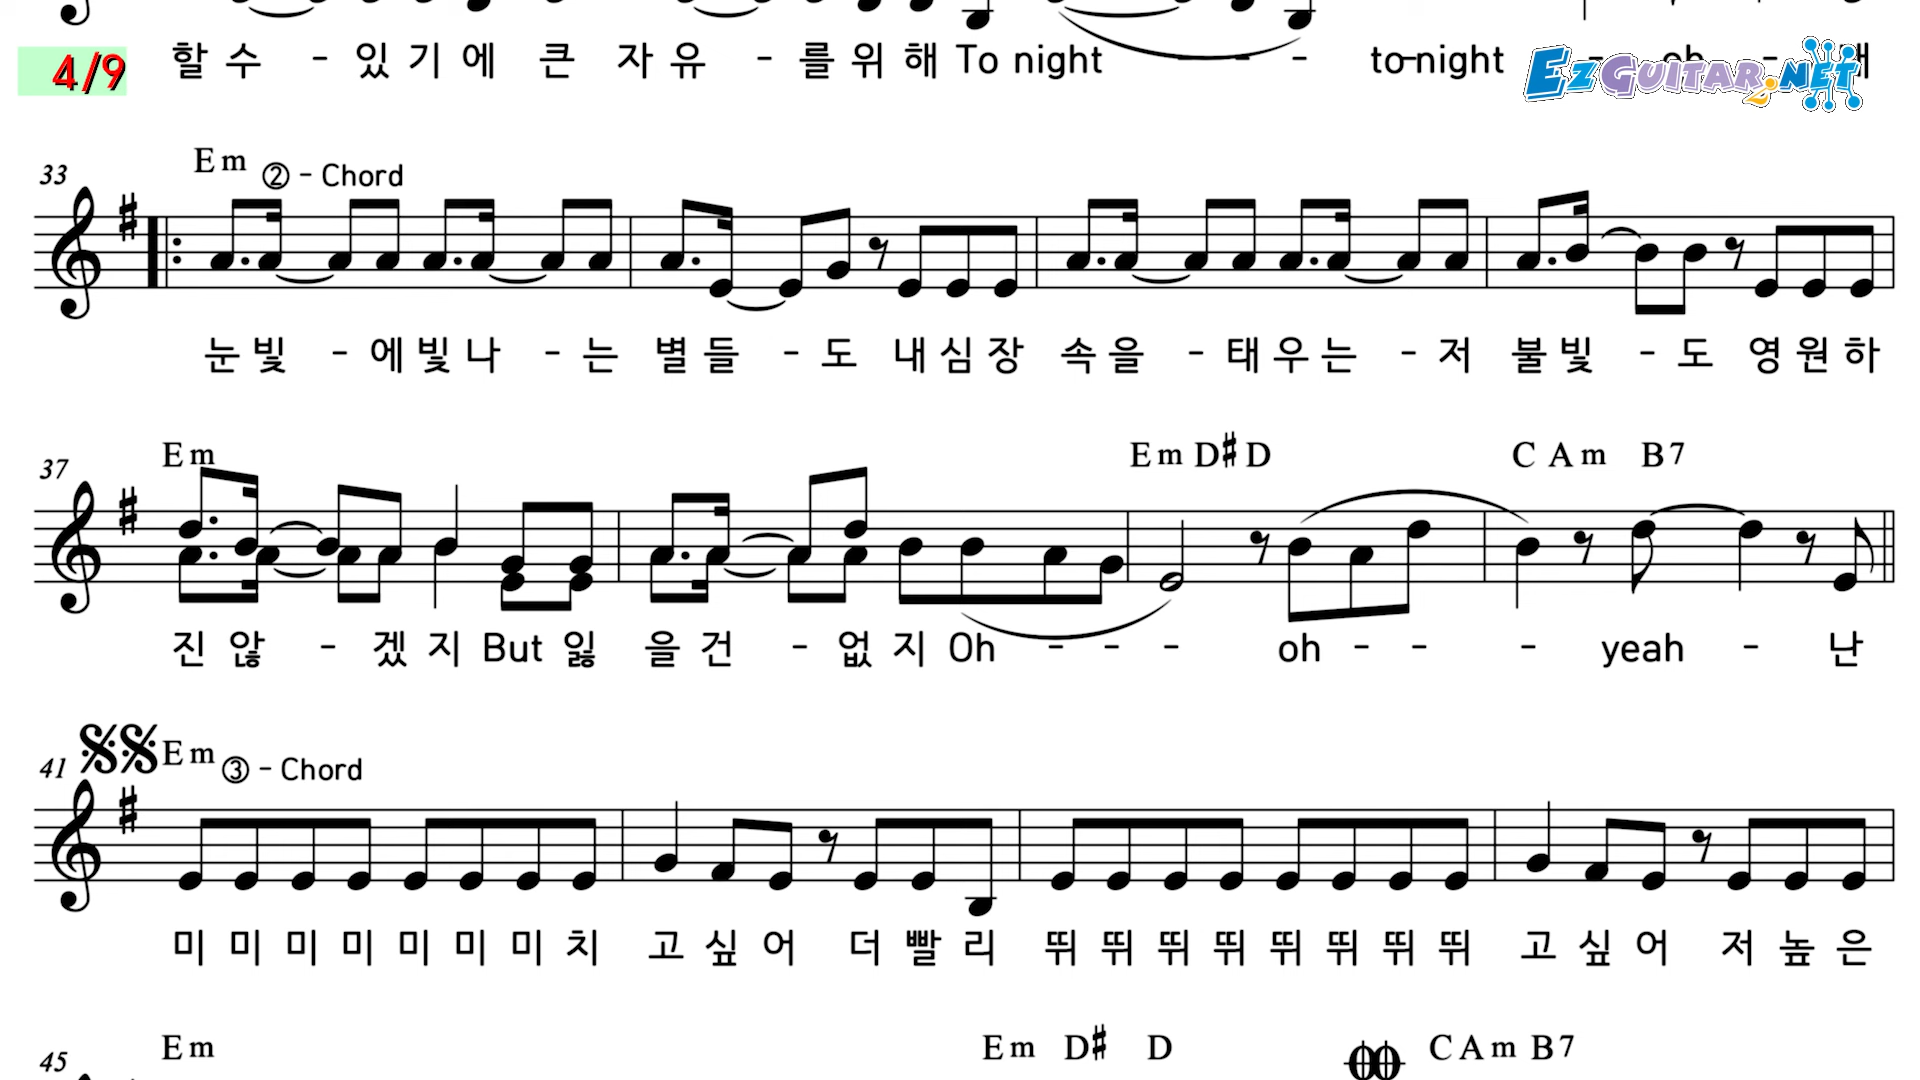 할 수 - 있 기 에 큰 자 유 - 를 위 해 To night - - - to-night - oh - 내
4/9
EZGUITAR2.NET
Em ② - Chord
33
눈 빛 - 에 빛 나 - 는 별 들 - 도 내 심 장 속 을 - 태 우 는 - 저 불 빛 - 도 영 원 하
Em Em D# D C Am B7
37
진 않 - 겠 지 But 잃 을 건 - 없 지 Oh - - - oh - - - yeah - 난
Em ③ - Chord
41
미 미 미 미 미 미 미 치 고 싶 어 더 빨 리 뛰 뛰 뛰 뛰 뛰 뛰 뛰 뛰 고 싶 어 저 높 은
Em Em D# D C Am B7
45